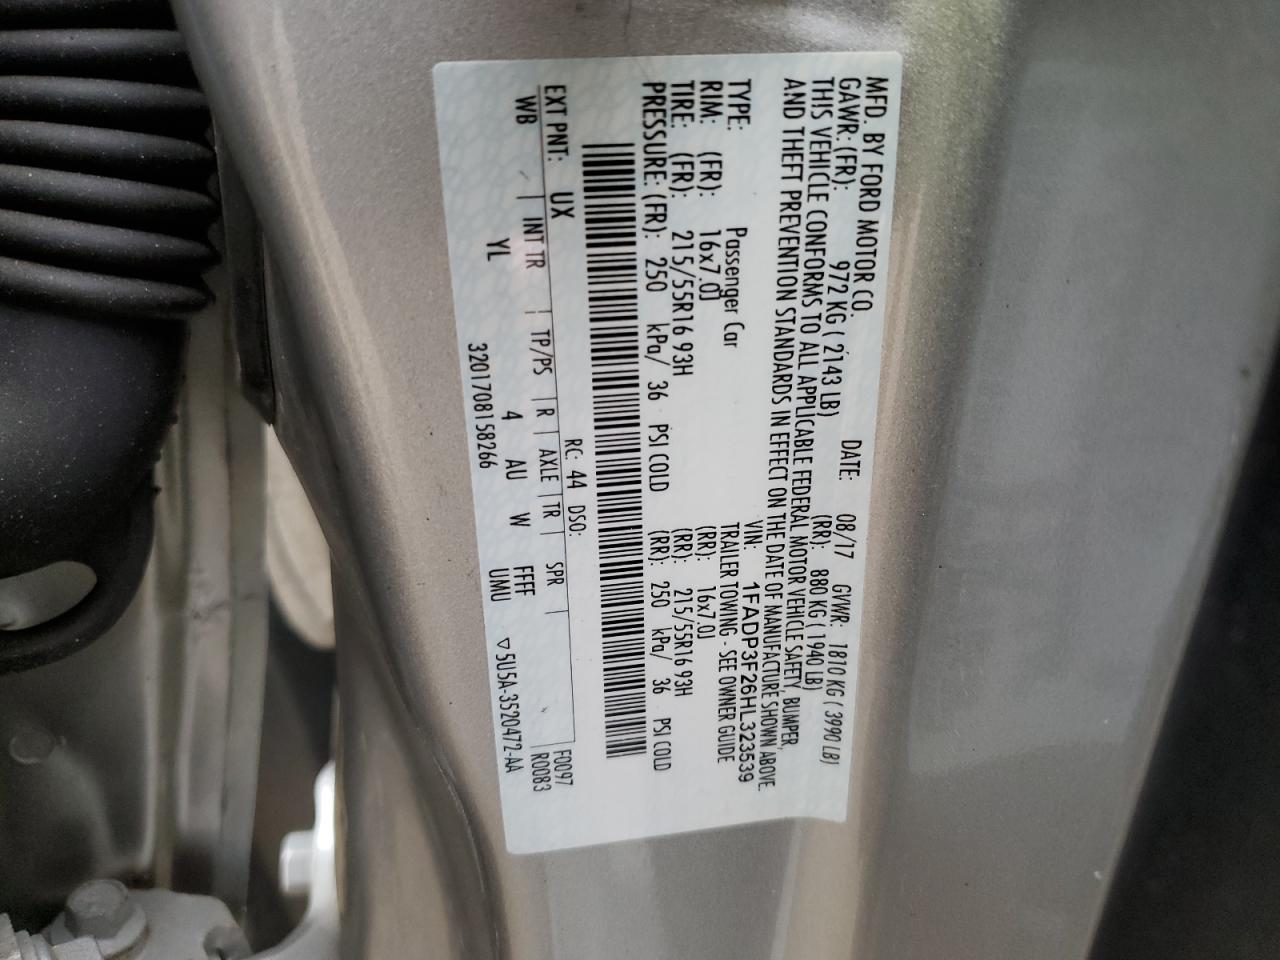 MFD. BY FORD MOTOR CO.
DATE: 08/17 GVWR: 1810 KG ( 3990 LB)
GAWR: (FR): 972 KG ( 2143 LB) (RR): 880 KG ( 1940 LB)
THIS VEHICLE CONFORMS TO ALL APPLICABLE FEDERAL MOTOR VEHICLE SAFETY, BUMPER,
AND THEFT PREVENTION STANDARDS IN EFFECT ON THE DATE OF MANUFACTURE SHOWN ABOVE.
VIN: 1FADP3F26HL323539
TYPE: Passenger Car TRAILER TOWING - SEE OWNER GUIDE
RIM: (FR): 16x7.0J (RR): 16x7.0J
TIRE: (FR): 215/55R16 93H (RR): 215/55R16 93H
PRESSURE: (FR): 250 kPa/ 36 PSI COLD (RR): 250 kPa/ 36 PSI COLD
EXT PNT: UX RC: 44 DSO: F0097
WB INT TR TP/PS R AXLE TR SPR R0083
YL 4 AU W FFFF
UMU ▽5U5A-3520472-AA
3201708158266